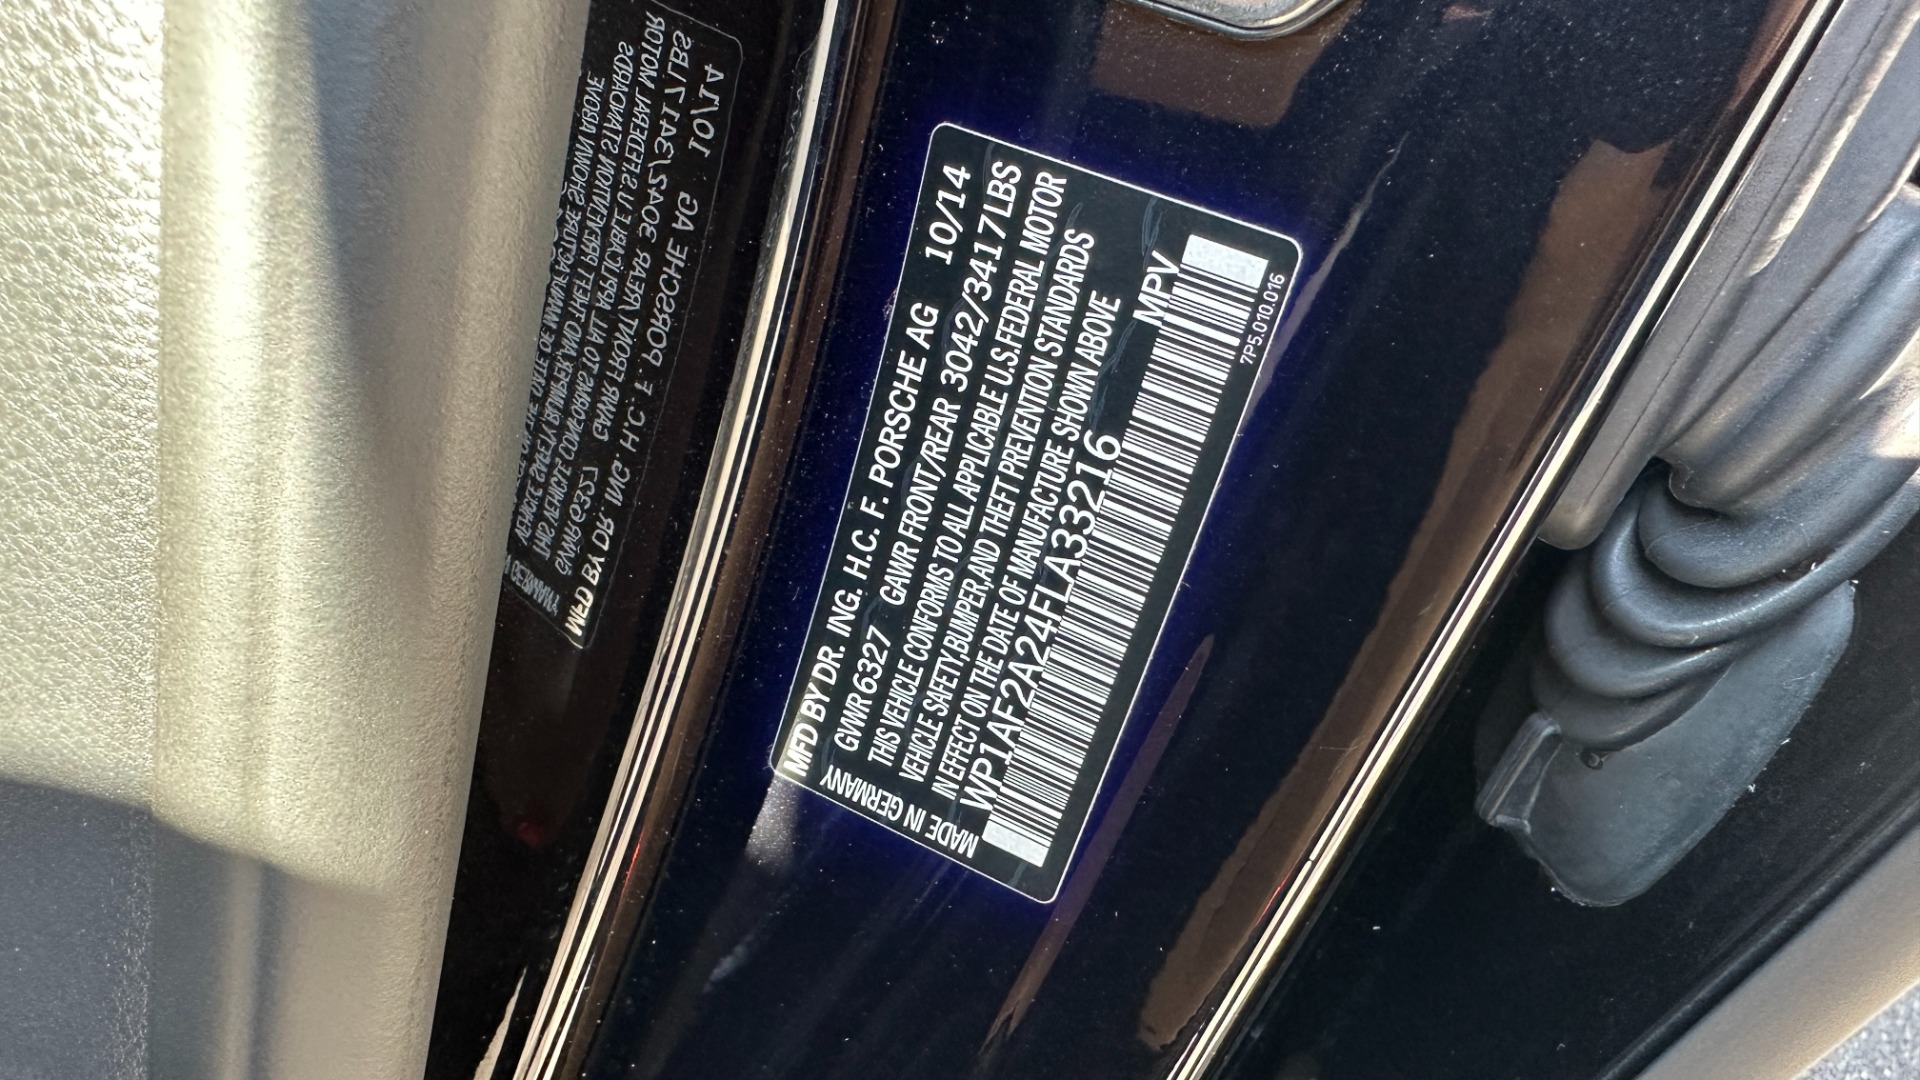 MFD BY DR. ING. H.C. F. PORSCHE AG 10/14
GVWR 6327 GAWR FRONT/REAR 3042/3417LBS
THIS VEHICLE CONFORMS TO ALL APPLICABLE U.S.FEDERAL MOTOR
VEHICLE SAFETY,BUMPER,AND THEFT PREVENTION STANDARDS
IN EFFECT ON THE DATE OF MANUFACTURE SHOWN ABOVE
WP1AF2A24FLA33216 MPV
MADE IN GERMANY
7P5.010.016